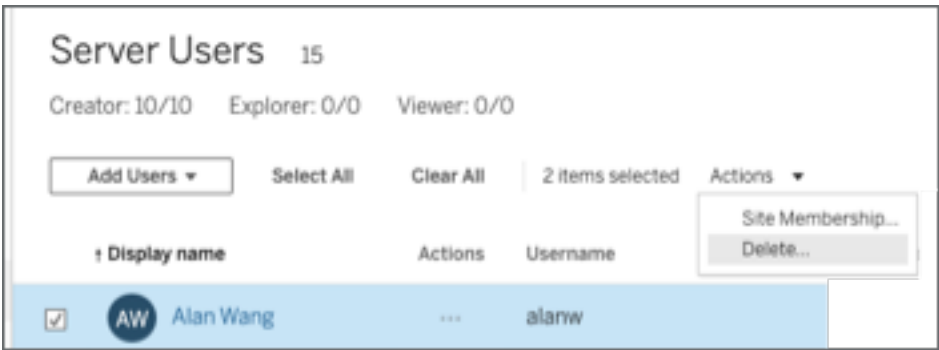 Server Users 15
Creator: 10/10 Explorer: 0/0 Viewer: 0/0
Add Users Select All Clear All 2 items selected Actions
Site Membership...
Delete...
↑ Display name Actions Username
AW Alan Wang ... alanw